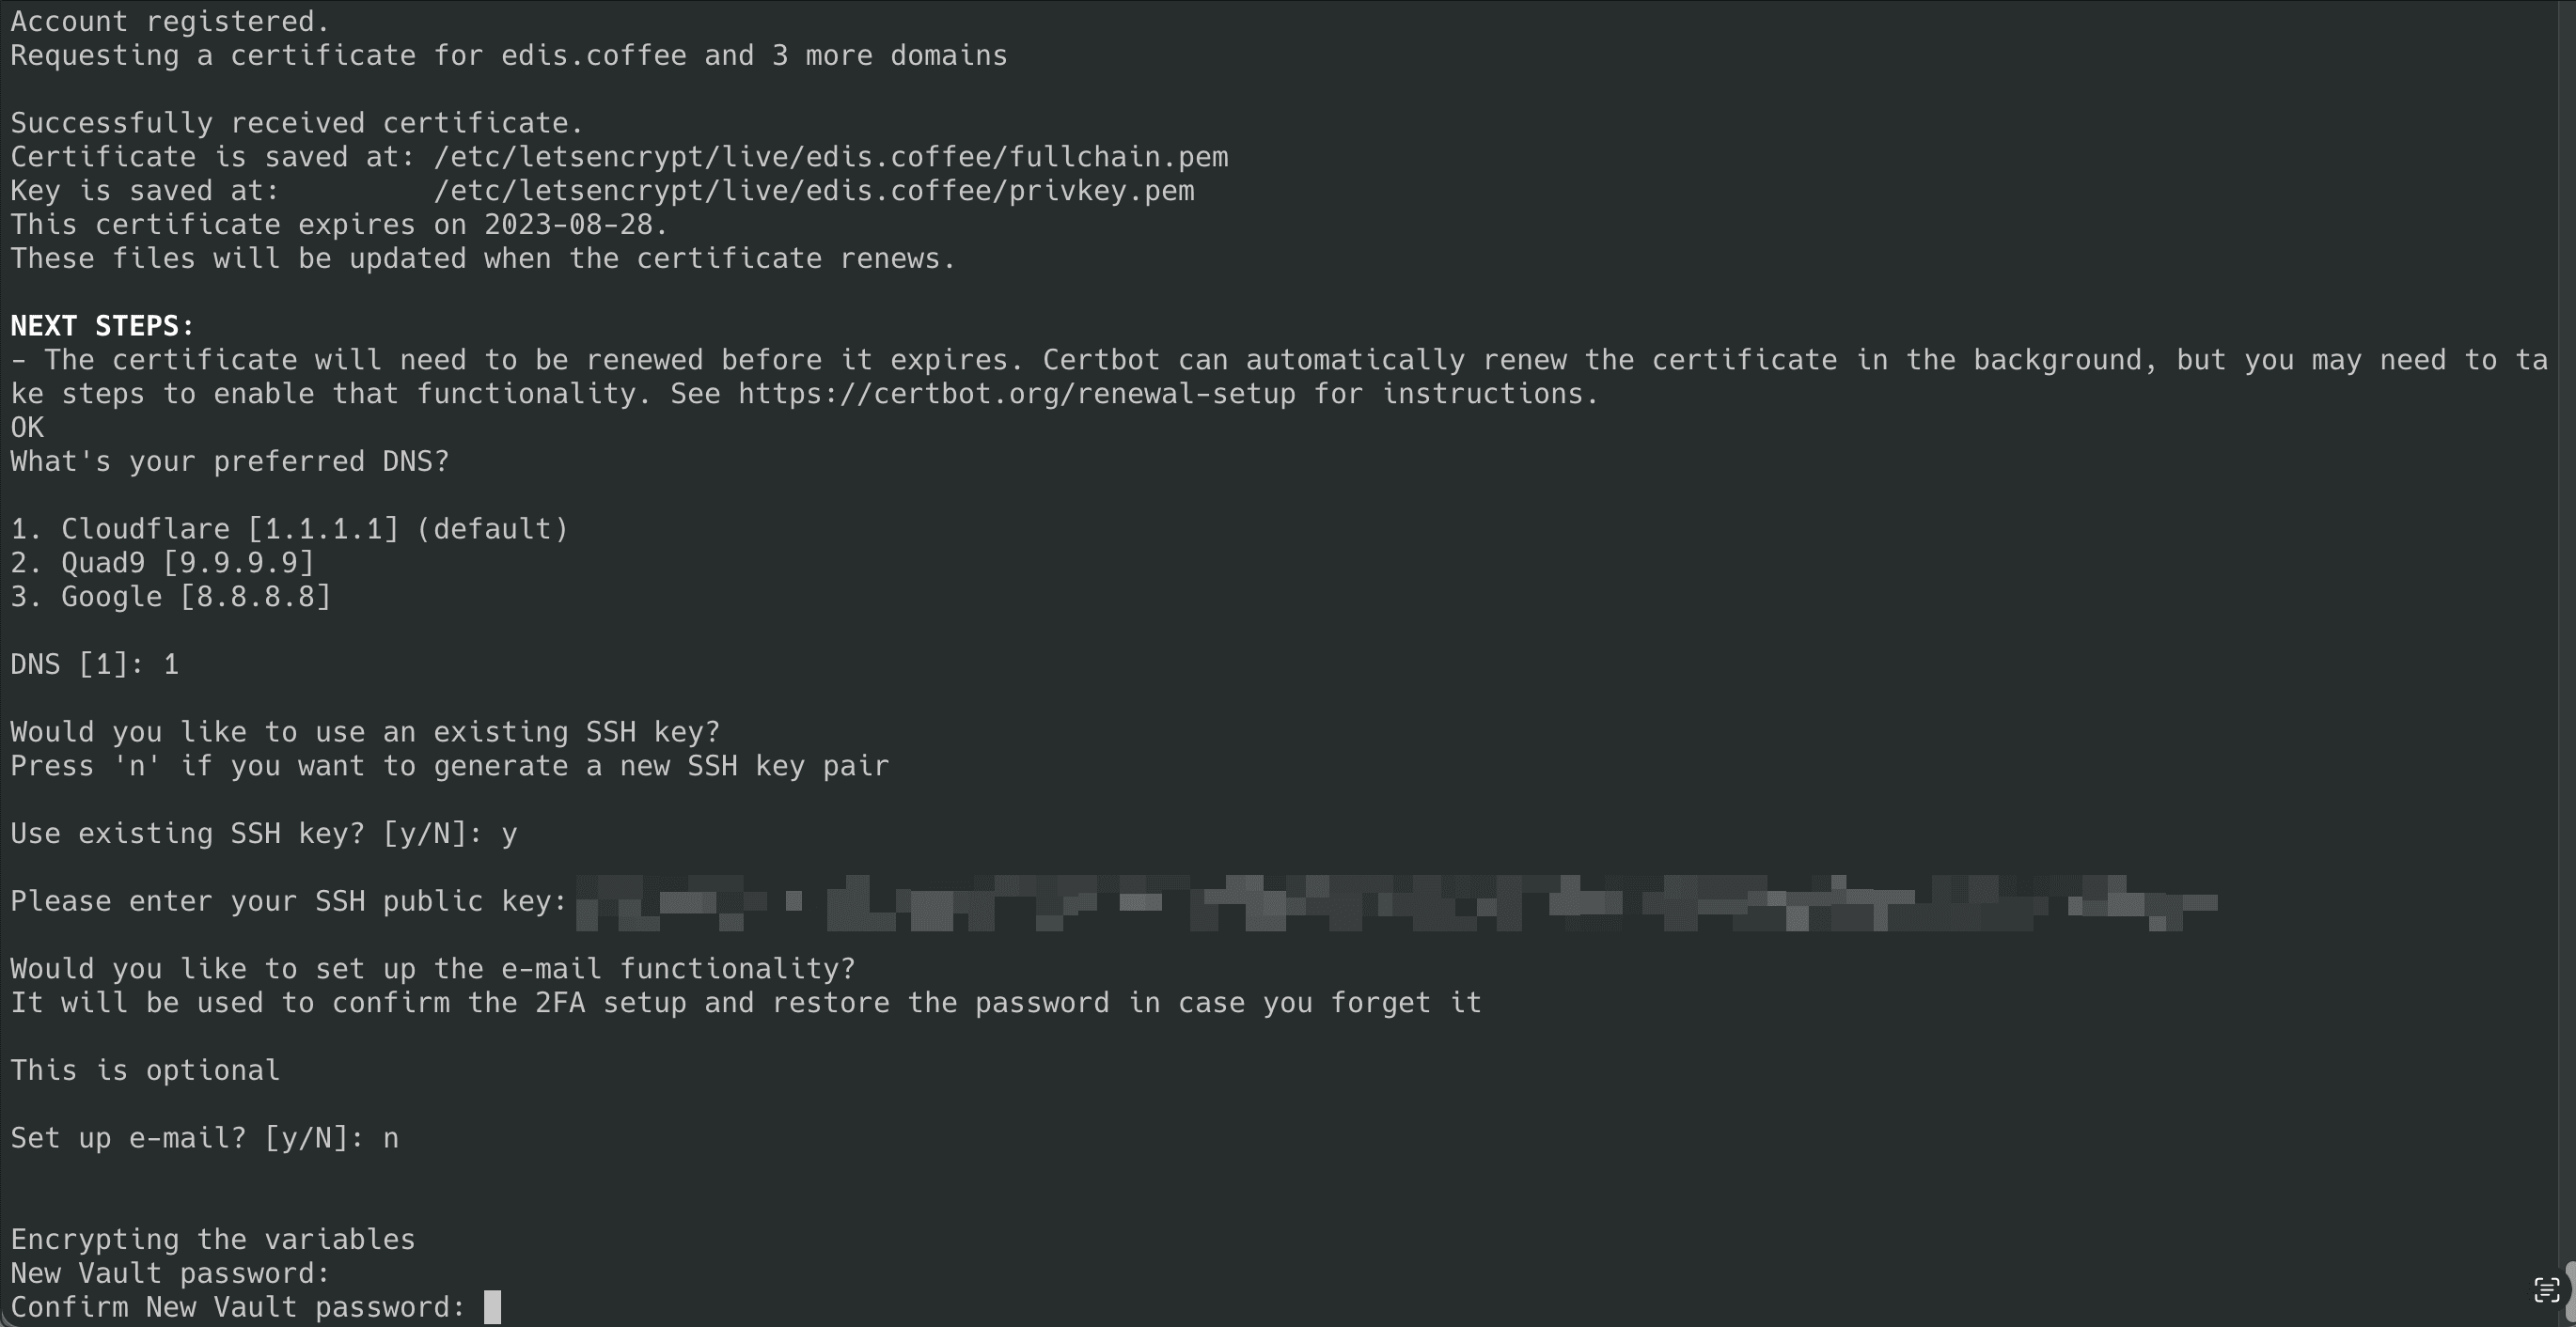 Account registered.
Requesting a certificate for edis.coffee and 3 more domains
Successfully received certificate.
Certificate is saved at: /etc/letsencrypt/live/edis.coffee/fullchain.pem
Key is saved at:         /etc/letsencrypt/live/edis.coffee/privkey.pem
This certificate expires on 2023-08-28.
These files will be updated when the certificate renews.
NEXT STEPS:
- The certificate will need to be renewed before it expires. Certbot can automatically renew the certificate in the background, but you may need to ta
ke steps to enable that functionality. See https://certbot.org/renewal-setup for instructions.
OK
What's your preferred DNS?
1. Cloudflare [1.1.1.1] (default)
2. Quad9 [9.9.9.9]
3. Google [8.8.8.8]
DNS [1]: 1
Would you like to use an existing SSH key?
Press 'n' if you want to generate a new SSH key pair
Use existing SSH key? [y/N]: y
Please enter your SSH public key:
Would you like to set up the e-mail functionality?
It will be used to confirm the 2FA setup and restore the password in case you forget it
This is optional
Set up e-mail? [y/N]: n
Encrypting the variables
New Vault password:
Confirm New Vault password: